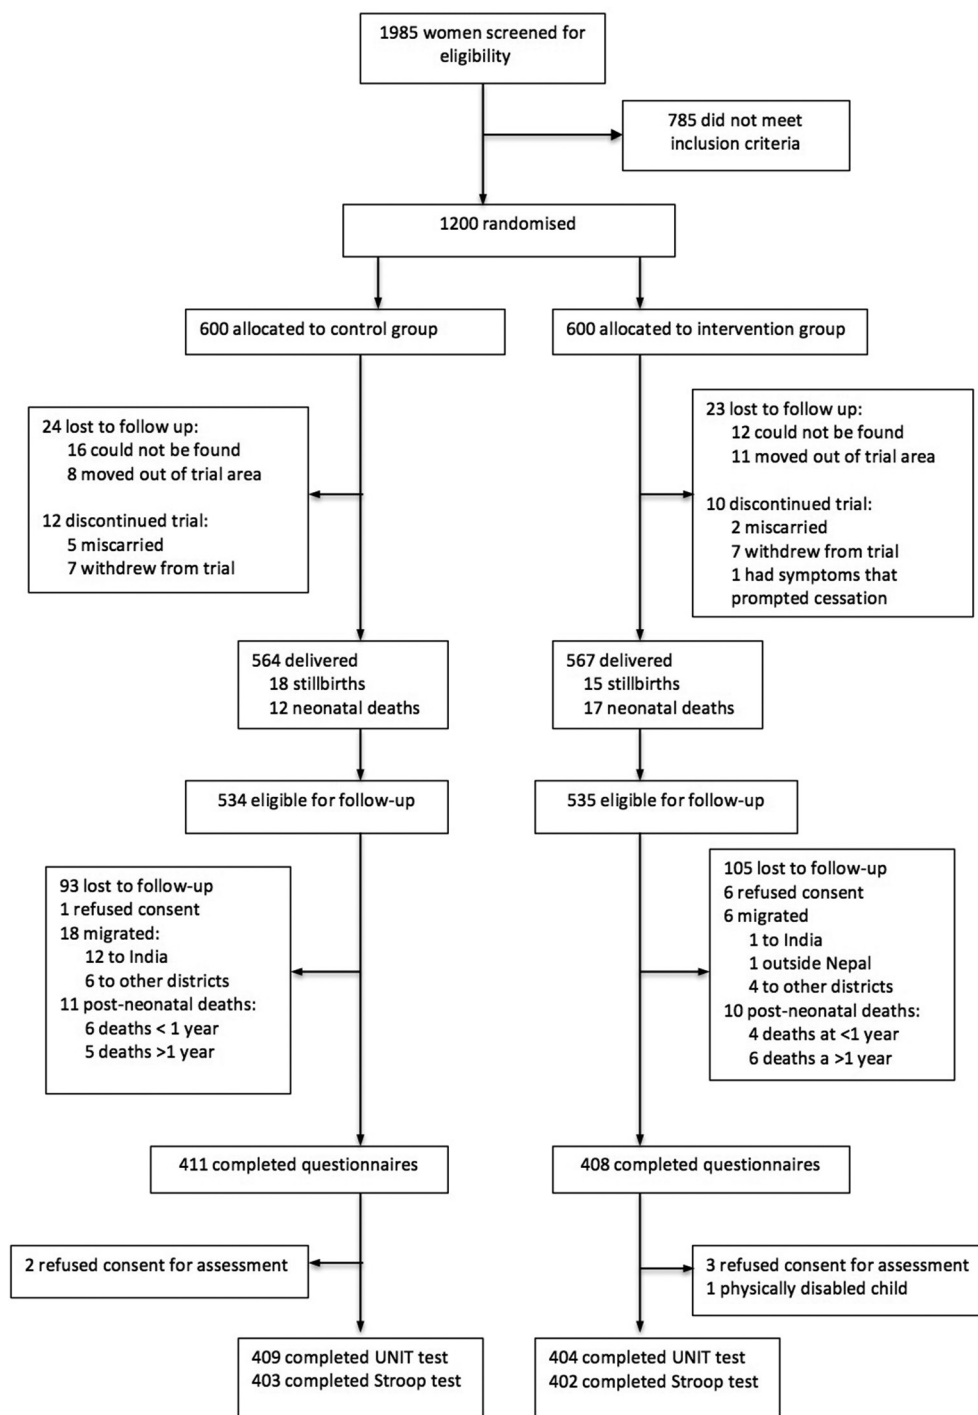 1985 women screened for
eligibility
785 did not meet
inclusion criteria
1200 randomised
600 allocated to control group
600 allocated to intervention group
24 lost to follow up:
16 could not be found
8 moved out of trial area
12 discontinued trial:
5 miscarried
7 withdrew from trial
23 lost to follow up:
12 could not be found
11 moved out of trial area
10 discontinued trial:
2 miscarried
7 withdrew from trial
1 had symptoms that
prompted cessation
564 delivered
18 stillbirths
12 neonatal deaths
567 delivered
15 stillbirths
17 neonatal deaths
534 eligible for follow-up
535 eligible for follow-up
93 lost to follow-up
1 refused consent
18 migrated:
12 to India
6 to other districts
11 post-neonatal deaths:
6 deaths < 1 year
5 deaths >1 year
105 lost to follow-up
6 refused consent
6 migrated
1 to India
1 outside Nepal
4 to other districts
10 post-neonatal deaths:
4 deaths at <1 year
6 deaths a >1 year
411 completed questionnaires
408 completed questionnaires
2 refused consent for assessment
3 refused consent for assessment
1 physically disabled child
409 completed UNIT test
403 completed Stroop test
404 completed UNIT test
402 completed Stroop test